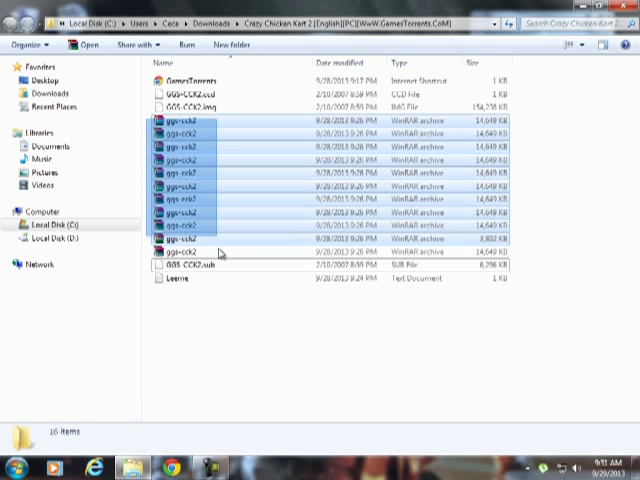 Local Disk (C:) ▸ Users ▸ Ceca ▸ Downloads ▸ Crazy Chicken Kart 2 [English][PC][WwW.GamesTorrents.CoM]
Search Crazy Chicken Kart 2 ...
Organize Open Share with Burn New folder
Name Date modified Type Size
Favorites
Desktop
Downloads
Recent Places
Libraries
Documents
Music
Pictures
Videos
Computer
Local Disk (C:)
Local Disk (D:)
Network
GamesTorrents 9/28/2013 9:17 PM Internet Shortcut 1 KB
GGS-CCK2.ccd 2/10/2007 8:59 PM CCD File 1 KB
GGS-CCK2.img 2/10/2007 8:59 PM IMG File 154,238 KB
ggs-cck2 9/28/2013 9:26 PM WinRAR archive 14,649 KB
ggs-cck2 9/28/2013 9:26 PM WinRAR archive 14,649 KB
ggs-cck2 9/28/2013 9:26 PM WinRAR archive 14,649 KB
ggs-cck2 9/28/2013 9:26 PM WinRAR archive 14,649 KB
ggs-cck2 9/28/2013 9:26 PM WinRAR archive 14,649 KB
ggs-cck2 9/28/2013 9:26 PM WinRAR archive 14,649 KB
ggs-cck2 9/28/2013 9:26 PM WinRAR archive 14,649 KB
ggs-cck2 9/28/2013 9:26 PM WinRAR archive 14,649 KB
ggs-cck2 9/28/2013 9:26 PM WinRAR archive 14,649 KB
ggs-cck2 9/28/2013 9:26 PM WinRAR archive 3,802 KB
ggs-cck2 9/28/2013 9:26 PM WinRAR archive 14,649 KB
GGS-CCK2.sub 2/10/2007 8:59 PM SUB File 6,296 KB
Leeme 9/28/2013 9:24 PM Text Document 1 KB
16 items
9:31 AM
9/29/2013